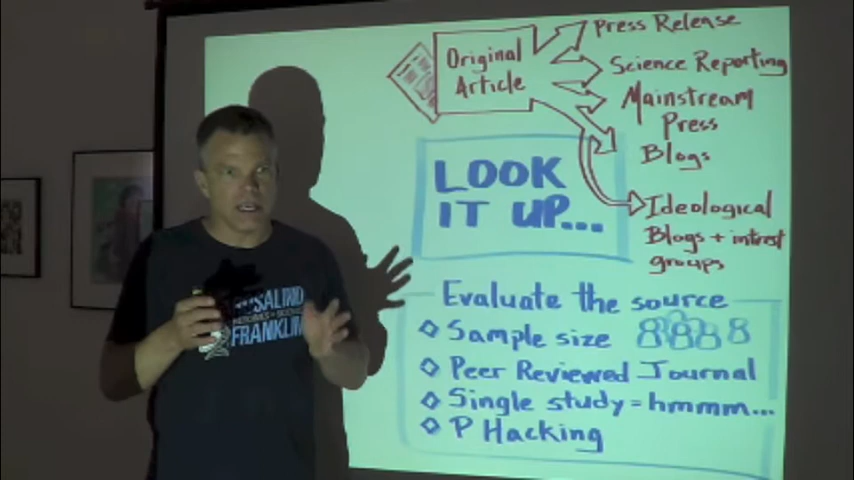 Original
Article
Press Release
Science Reporting
Mainstream
Press
Blogs
Ideological
Blogs + interest
groups
LOOK
IT UP...
Evaluate the source
Sample size
Peer Reviewed Journal
Single study = hmmm...
P Hacking
FRANKLIN